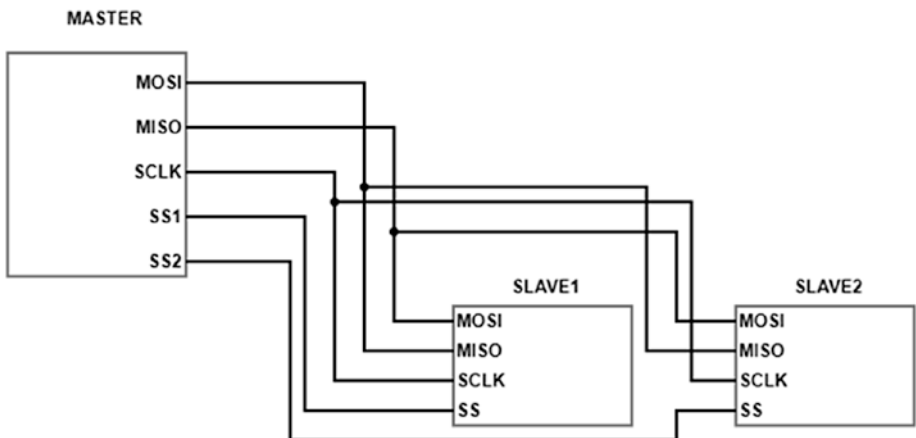 MASTER
MOSI
MISO
SCLK
SS1
SS2
SLAVE1
MOSI
MISO
SCLK
SS
SLAVE2
MOSI
MISO
SCLK
SS